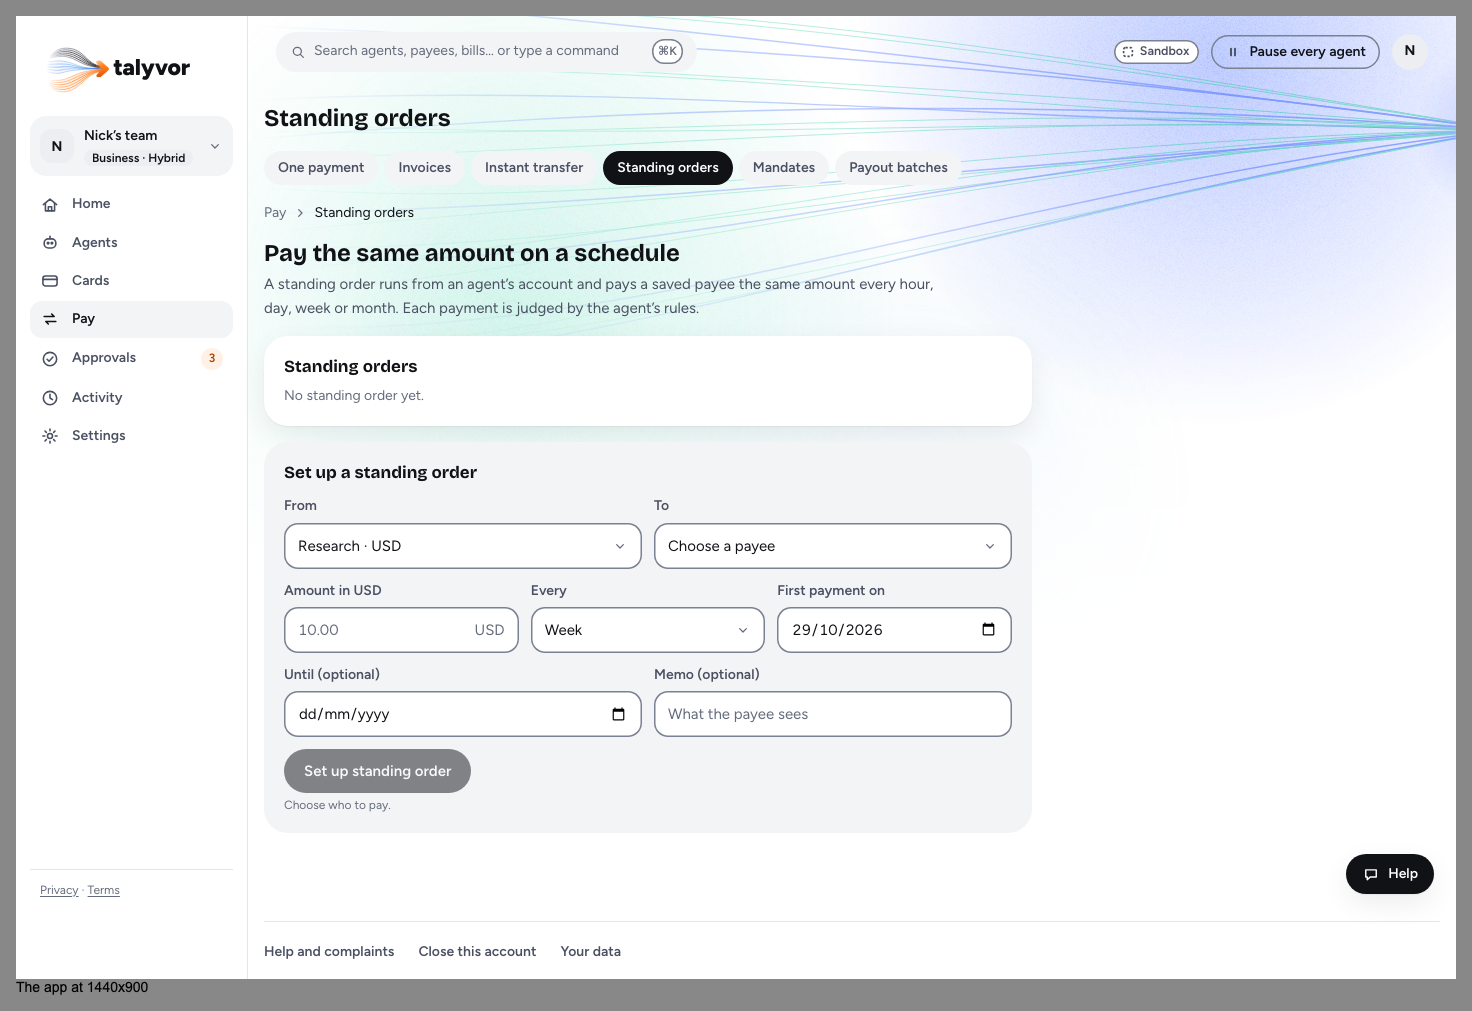 talyvor
Search agents, payees, bills... or type a command
⌘K
Sandbox
Pause every agent
N
N
Nick's team
Business · Hybrid
Home
Agents
Cards
Pay
Approvals
3
Activity
Settings
Privacy · Terms
Standing orders
One payment
Invoices
Instant transfer
Standing orders
Mandates
Payout batches
Pay > Standing orders
Pay the same amount on a schedule
A standing order runs from an agent's account and pays a saved payee the same amount every hour,
day, week or month. Each payment is judged by the agent's rules.
Standing orders
No standing order yet.
Set up a standing order
From
To
Research · USD
Choose a payee
Amount in USD
Every
First payment on
10.00
USD
Week
29/10/2026
Until (optional)
Memo (optional)
dd/mm/yyyy
What the payee sees
Set up standing order
Choose who to pay.
Help
Help and complaints
Close this account
Your data
The app at 1440x900